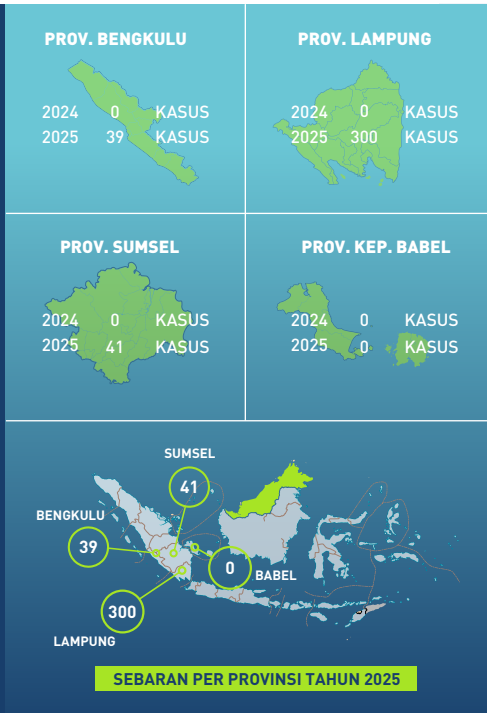 PROV. BENGKULU
2024 0 KASUS
2025 39 KASUS
PROV. LAMPUNG
2024 0 KASUS
2025 300 KASUS
PROV. SUMSEL
2024 0 KASUS
2025 41 KASUS
PROV. KEP. BABEL
2024 0 KASUS
2025 0 KASUS
SUMSEL
41
BENGKULU
39
0
BABEL
300
LAMPUNG
SEBARAN PER PROVINSI TAHUN 2025